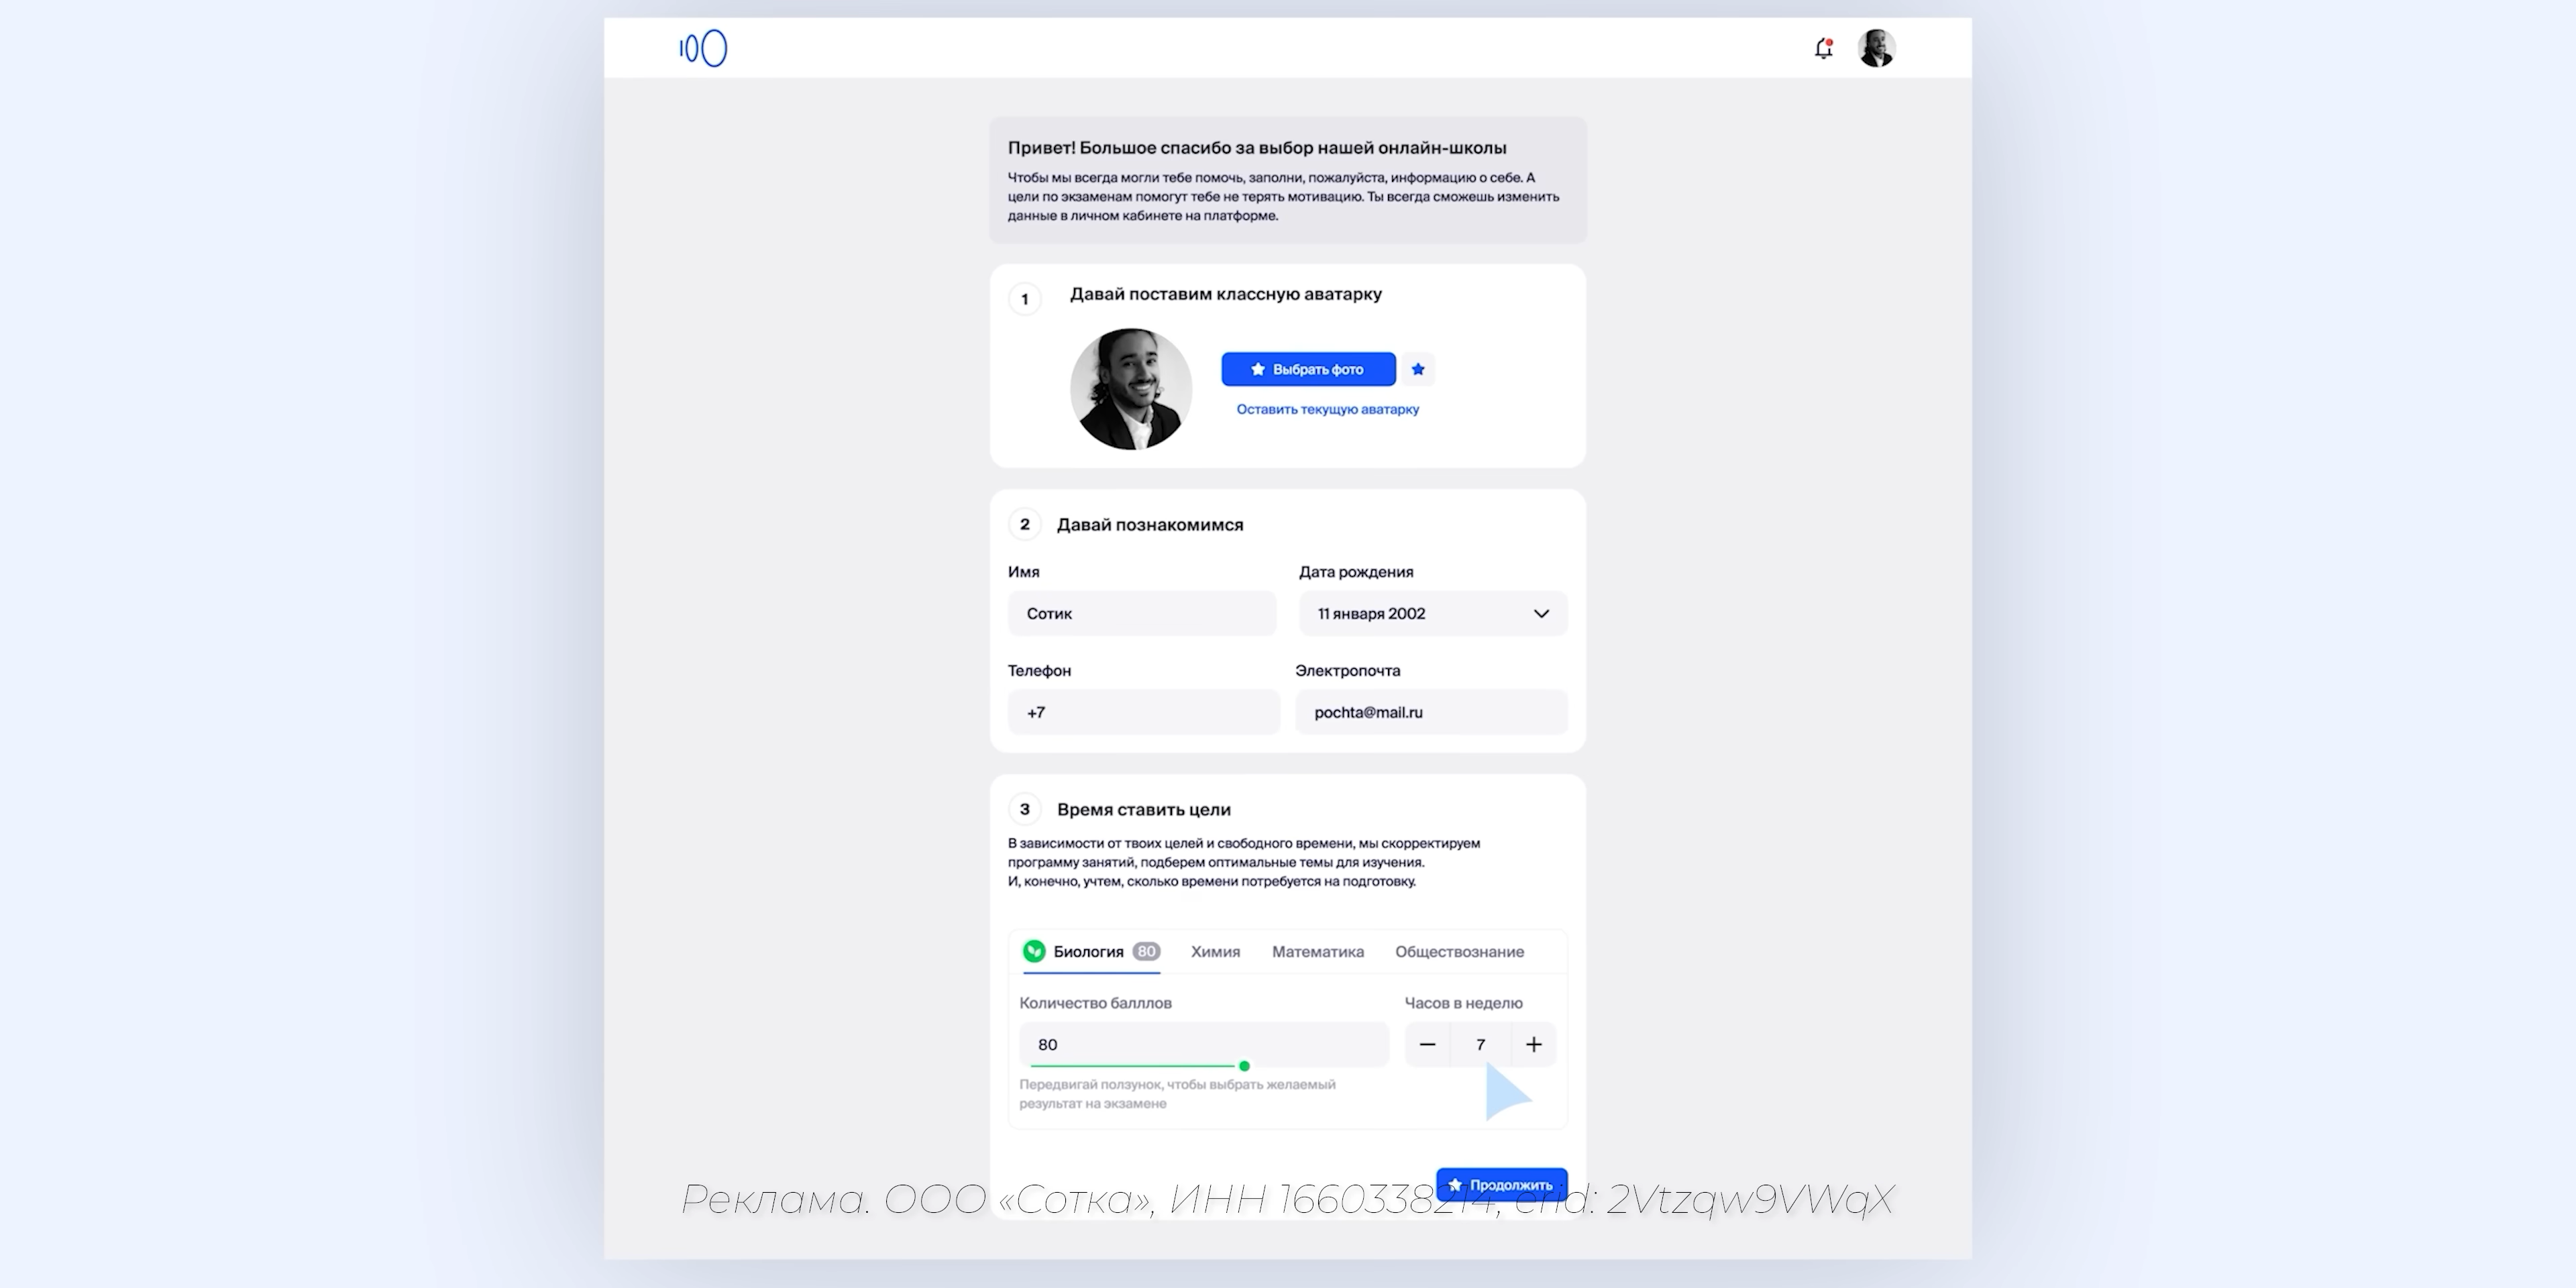 100
Привет! Большое спасибо за выбор нашей онлайн-школы
Чтобы мы всегда могли тебе помочь, заполни, пожалуйста, информацию о себе. А
цели по экзаменам помогут тебе не терять мотивацию. Ты всегда сможешь изменить
данные в личном кабинете на платформе.
1 Давай поставим классную аватарку
Выбрать фото
Оставить текущую аватарку
2 Давай познакомимся
Имя Дата рождения
Сотик 11 января 2002
Телефон Электропочта
+7 pochta@mail.ru
3 Время ставить цели
В зависимости от твоих целей и свободного времени, мы скорректируем
программу занятий, подберем оптимальные темы для изучения.
И, конечно, учтем, сколько времени потребуется на подготовку.
Биология 80 Химия Математика Обществознание
Количество балллов Часов в неделю
80 − 7 +
Передвигай ползунок, чтобы выбрать желаемый
результат на экзамене
Продолжить
Реклама. ООО «Сотка», ИНН 1660338214, erid: 2Vtzqw9VWqX